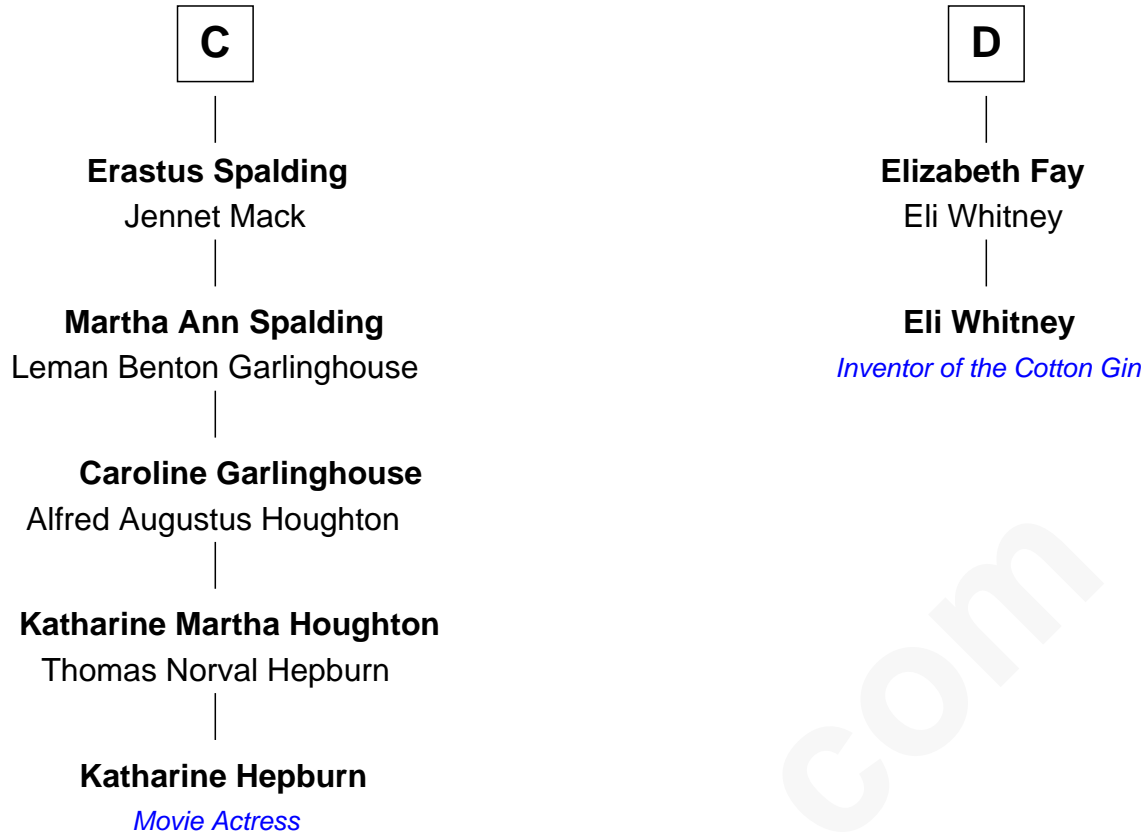 C
Erastus Spalding
Jennet Mack
Martha Ann Spalding
Leman Benton Garlinghouse
Caroline Garlinghouse
Alfred Augustus Houghton
Katharine Martha Houghton
Thomas Norval Hepburn
Katharine Hepburn
Movie Actress
D
Elizabeth Fay
Eli Whitney
Eli Whitney
Inventor of the Cotton Gin
com